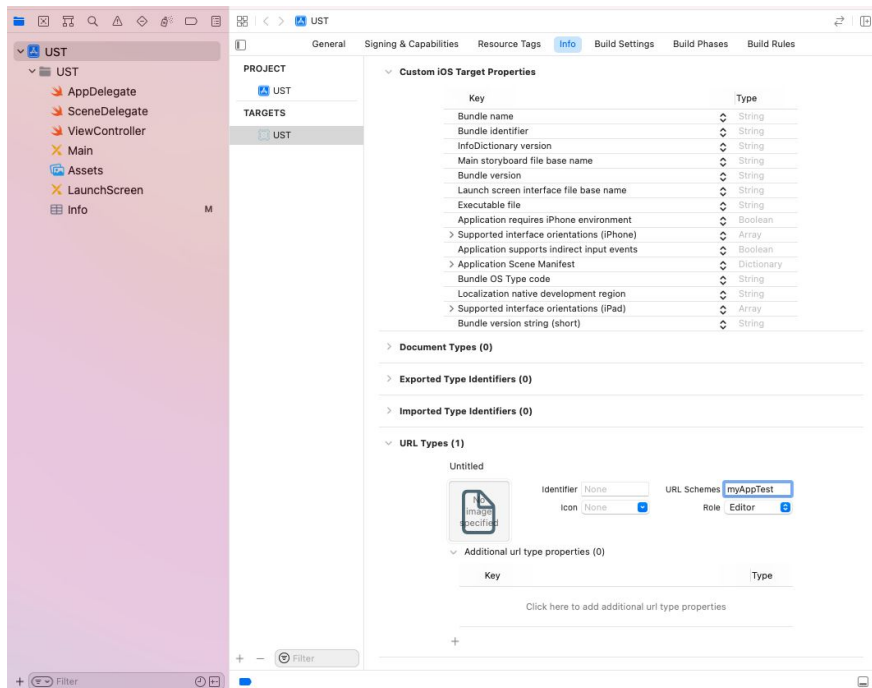 UST
General Signing & Capabilities Resource Tags Info Build Settings Build Phases Build Rules
UST
UST
AppDelegate
SceneDelegate
ViewController
Main
Assets
LaunchScreen
Info M
PROJECT
UST
TARGETS
UST
Custom iOS Target Properties
Key Type
Bundle name String
Bundle identifier String
InfoDictionary version String
Main storyboard file base name String
Bundle version String
Launch screen interface file base name String
Executable file String
Application requires iPhone environment Boolean
Supported interface orientations (iPhone) Array
Application supports indirect input events Boolean
Application Scene Manifest Dictionary
Bundle OS Type code String
Localization native development region String
Supported interface orientations (iPad) Array
Bundle version string (short) String
Document Types (0)
Exported Type Identifiers (0)
Imported Type Identifiers (0)
URL Types (1)
Untitled
No
image
specified
Identifier None URL Schemes myAppTest
Icon None Role Editor
Additional url type properties (0)
Key Type
Click here to add additional url type properties
Filter
Filter